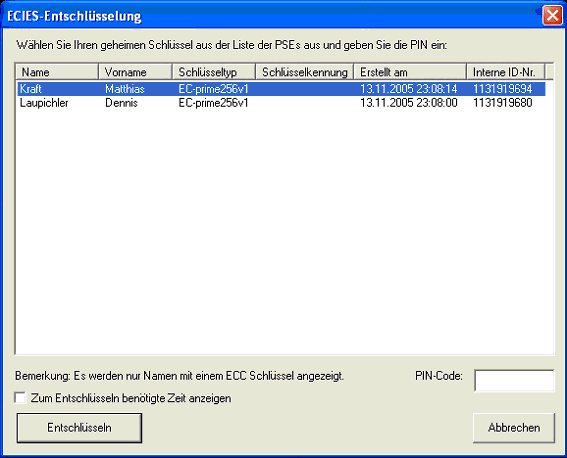 ECIES-Entschlüsselung
Wählen Sie Ihren geheimen Schlüssel aus der Liste der PSEs aus und geben Sie die PIN ein:
Name Vorname Schlüsseltyp Schlüsselkennung Erstellt am Interne ID-Nr.
Kraft Matthias EC-prime256v1 13.11.2005 23:08:14 1131919694
Laupichler Dennis EC-prime256v1 13.11.2005 23:08:00 1131919680
Bemerkung: Es werden nur Namen mit einem ECC Schlüssel angezeigt. PIN-Code:
Zum Entschlüsseln benötigte Zeit anzeigen
Entschlüsseln Abbrechen